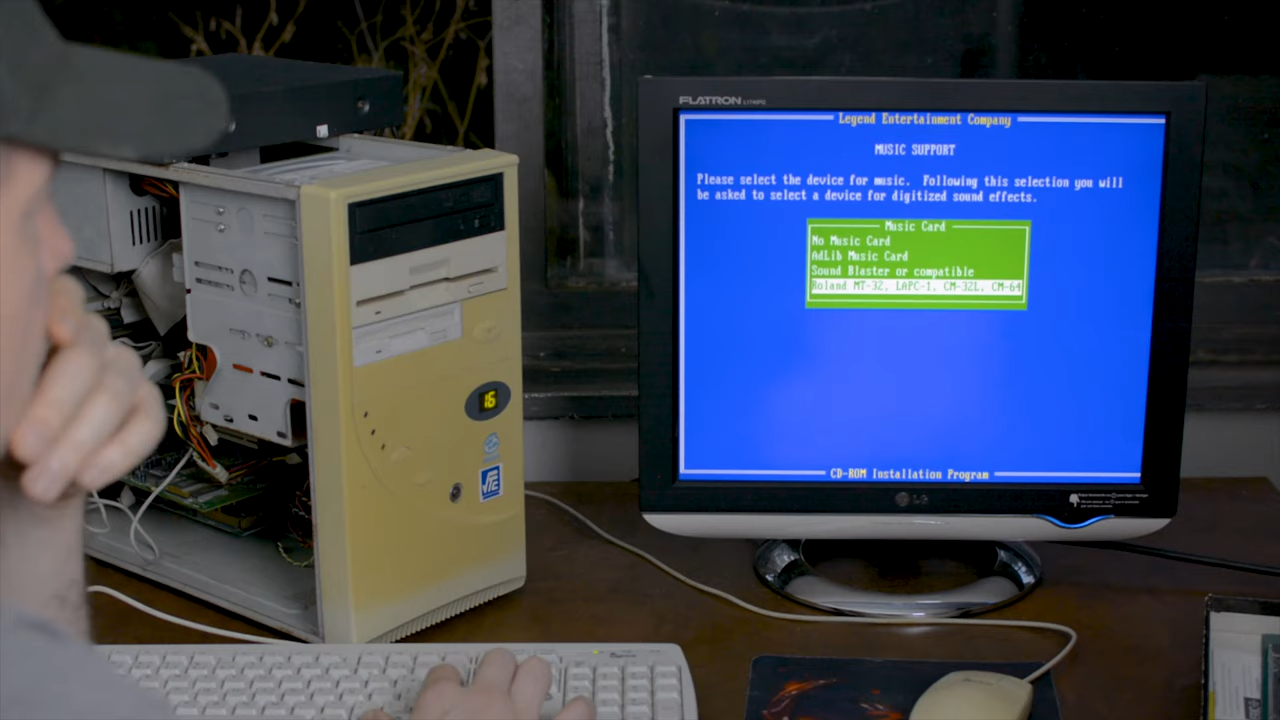 FLATRON
Legend Entertainment Company
MUSIC SUPPORT
Please select the device for music.  Following this selection you will
be asked to select a device for digitized sound effects.
Music Card
No Music Card
AdLib Music Card
Sound Blaster or compatible
Roland MT-32, LAPC-1, CM-32L, CM-64
CD-ROM Installation Program
LG
16